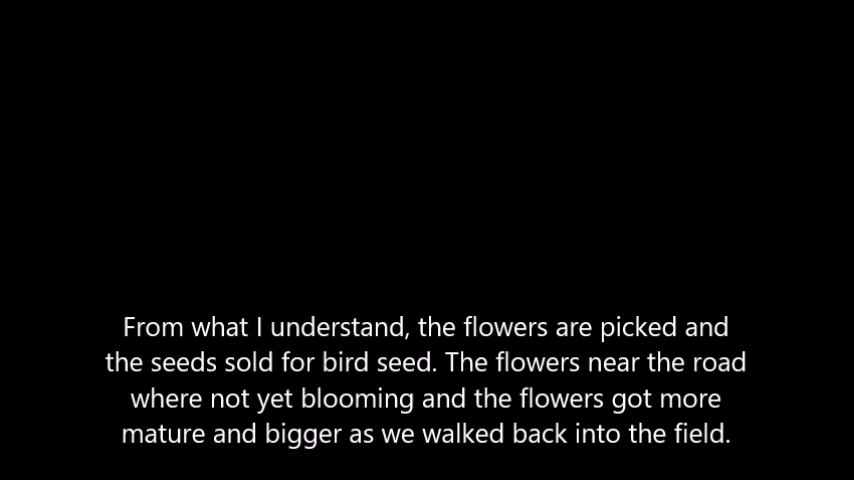 From what I understand, the flowers are picked and
the seeds sold for bird seed. The flowers near the road
where not yet blooming and the flowers got more
mature and bigger as we walked back into the field.